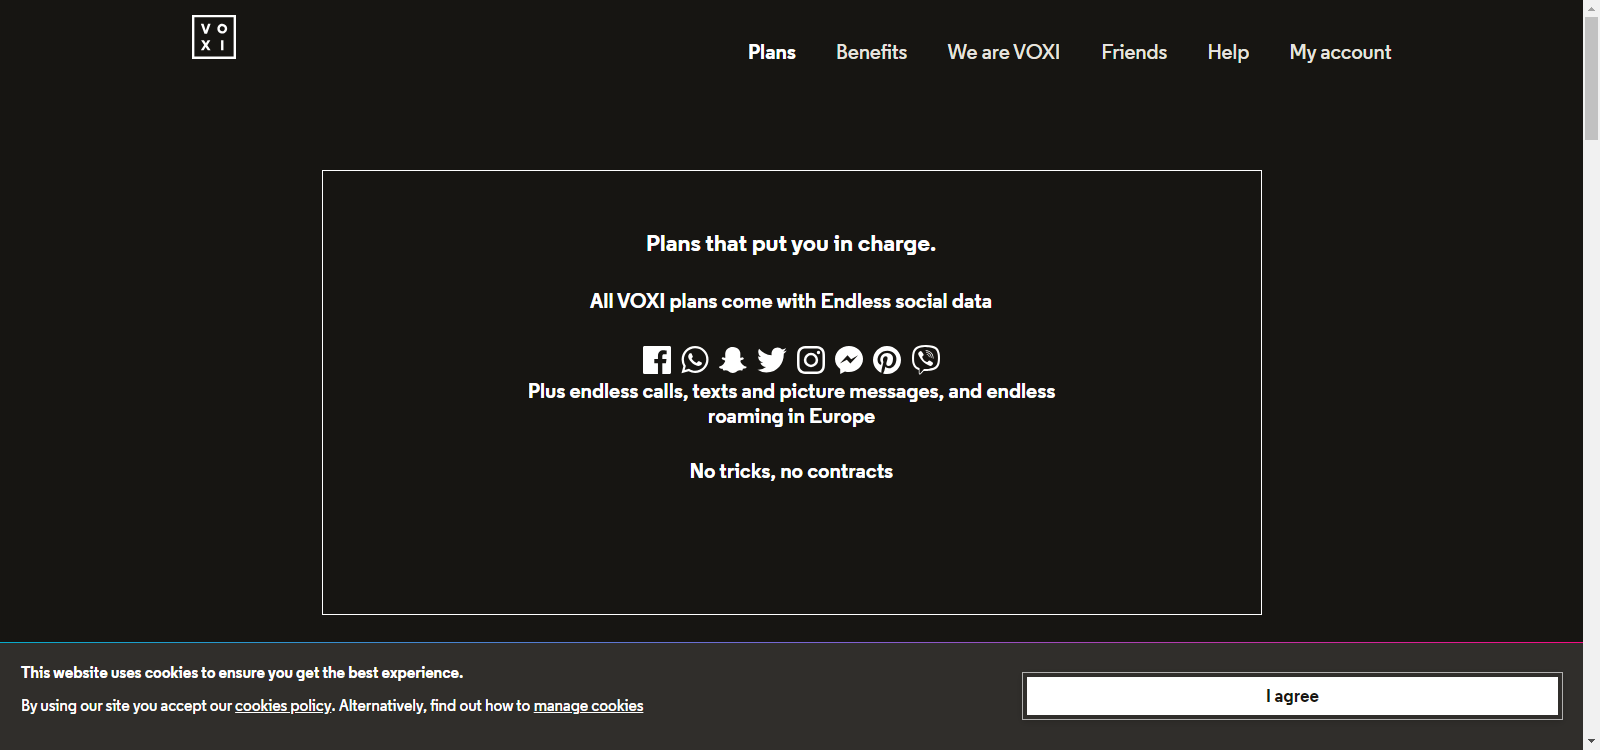 VO
XI
Plans Benefits We are VOXI Friends Help My account
Plans that put you in charge.
All VOXI plans come with Endless social data
Plus endless calls, texts and picture messages, and endless
roaming in Europe
No tricks, no contracts
This website uses cookies to ensure you get the best experience.
By using our site you accept our cookies policy. Alternatively, find out how to manage cookies
I agree